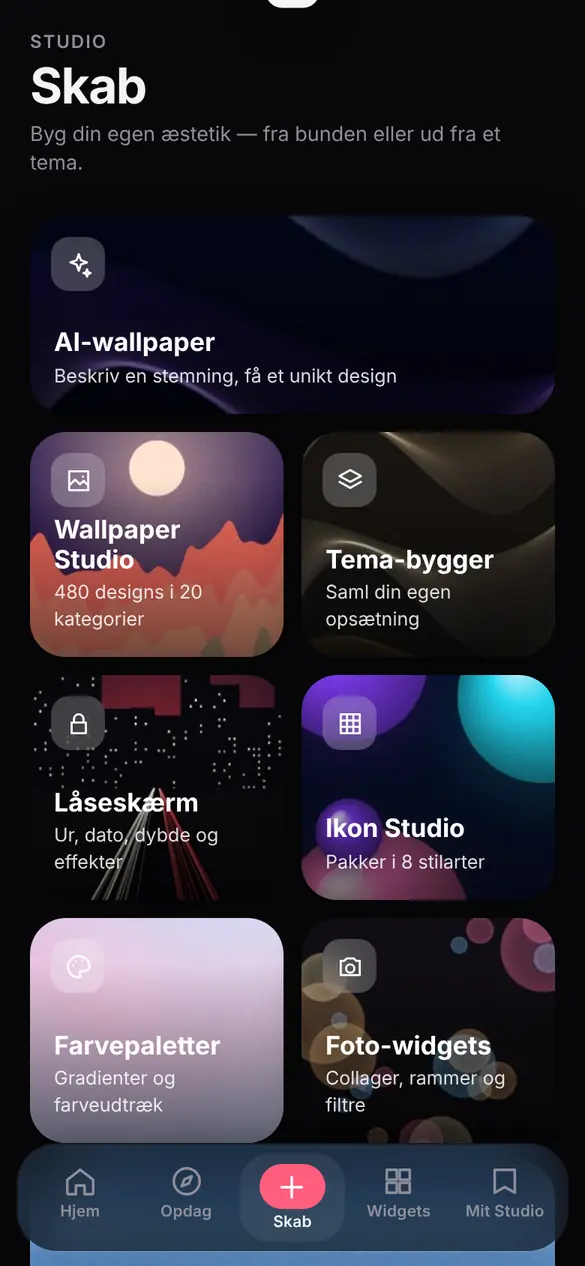 STUDIO
Skab
Byg din egen æstetik — fra bunden eller ud fra et
tema.
AI-wallpaper
Beskriv en stemning, få et unikt design
Wallpaper
Studio
480 designs i 20
kategorier
Tema-bygger
Saml din egen
opsætning
Låseskærm
Ur, dato, dybde og
effekter
Ikon Studio
Pakker i 8 stilarter
Farvepaletter
Gradienter og
farveudtræk
Foto-widgets
Collager, rammer og
filtre
Hjem
Opdag
Skab
Widgets
Mit Studio